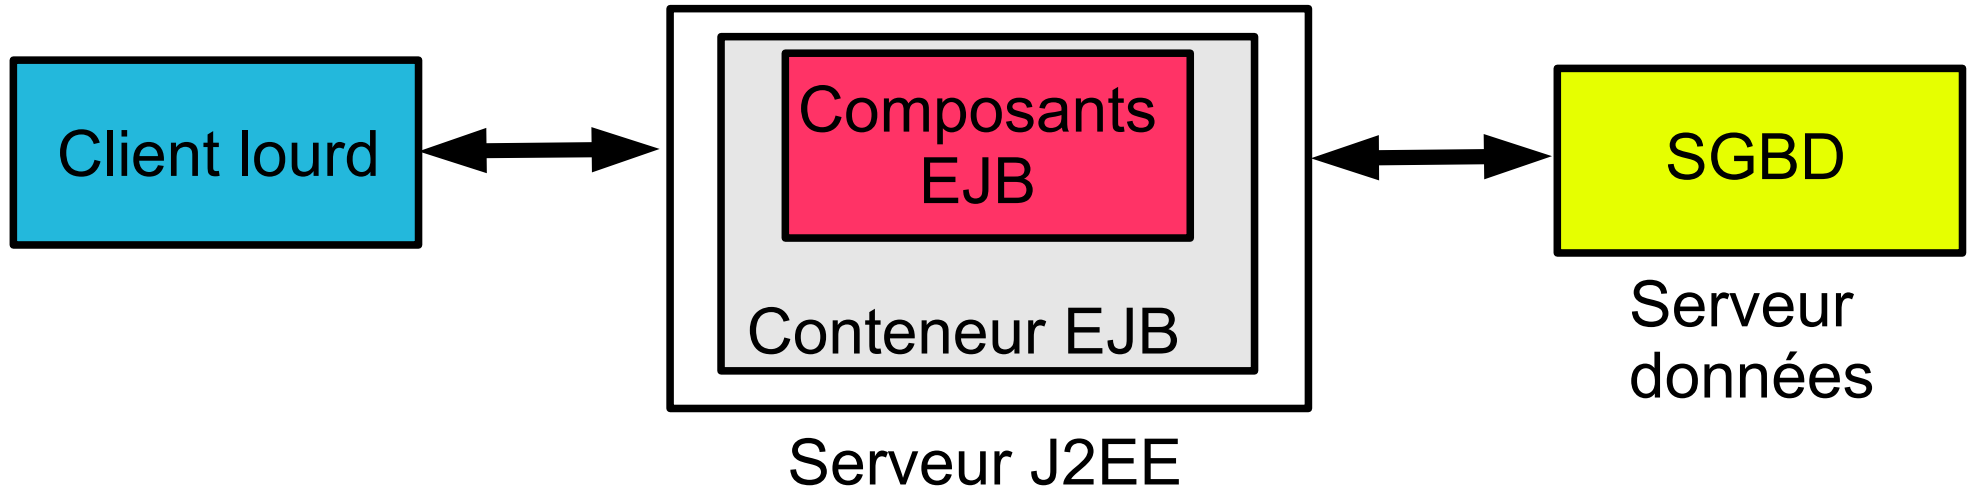 Client lourd
Composants
EJB
Conteneur EJB
Serveur J2EE
SGBD
Serveur
données